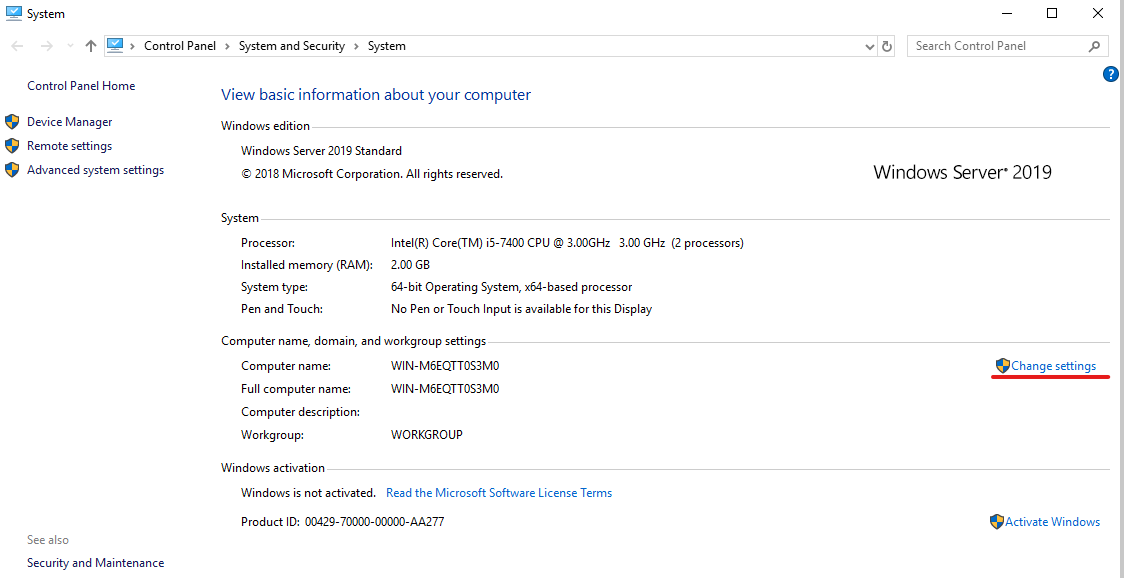 System
Control Panel > System and Security > System
Search Control Panel
?
Control Panel Home
Device Manager
Remote settings
Advanced system settings
View basic information about your computer
Windows edition
Windows Server 2019 Standard
© 2018 Microsoft Corporation. All rights reserved.
Windows Server® 2019
System
Processor: Intel(R) Core(TM) i5-7400 CPU @ 3.00GHz 3.00 GHz (2 processors)
Installed memory (RAM): 2.00 GB
System type: 64-bit Operating System, x64-based processor
Pen and Touch: No Pen or Touch Input is available for this Display
Computer name, domain, and workgroup settings
Computer name: WIN-M6EQTT0S3M0
Change settings
Full computer name: WIN-M6EQTT0S3M0
Computer description:
Workgroup: WORKGROUP
Windows activation
Windows is not activated. Read the Microsoft Software License Terms
Product ID: 00429-70000-00000-AA277
Activate Windows
See also
Security and Maintenance